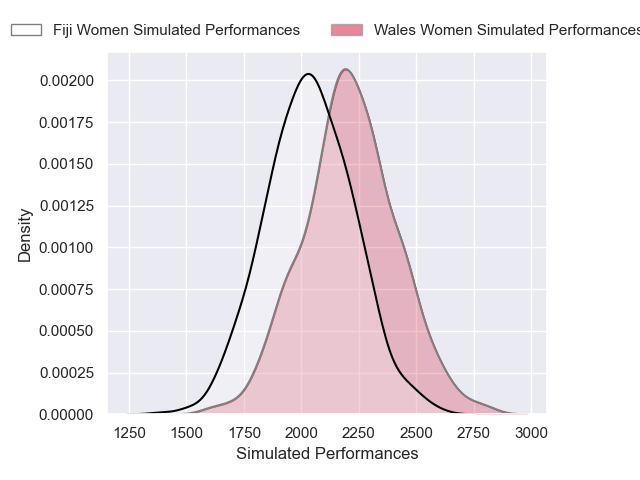 Fiji Women Simulated Performances
Wales Women Simulated Performances
0.00200
0.00175
0.00150
0.00125
0.00100
0.00075
0.00050
0.00025
0.00000
Density
1250 1500 1750 2000 2250 2500 2750 3000
Simulated Performances